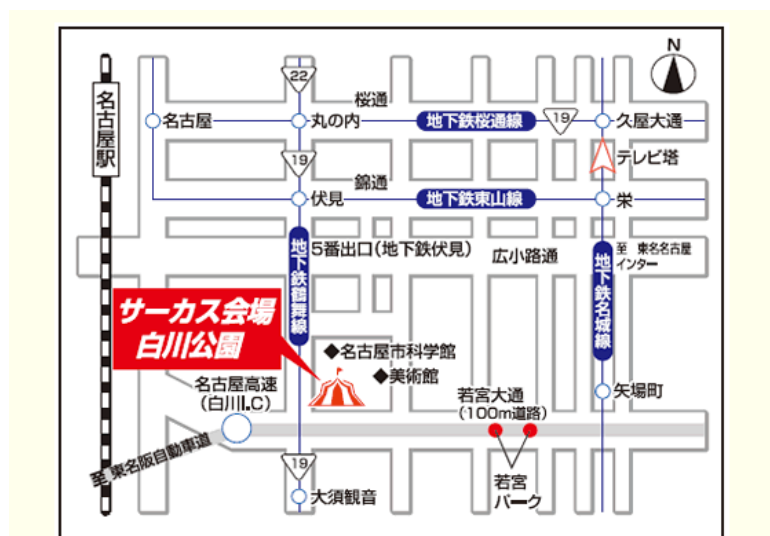 N
22
桜通
名古屋駅
名古屋
丸の内
地下鉄桜通線
19
久屋大通
テレビ塔
19
錦通
伏見
地下鉄東山線
栄
地下鉄鶴舞線
5番出口(地下鉄伏見)
広小路通
地下鉄名城線
至 東名名古屋
インター
サーカス会場
白川公園
◆名古屋市科学館
◆美術館
名古屋高速
(白川I.C)
若宮大通
(100m道路)
矢場町
至 東名阪自動車道
19
大須観音
若宮
パーク